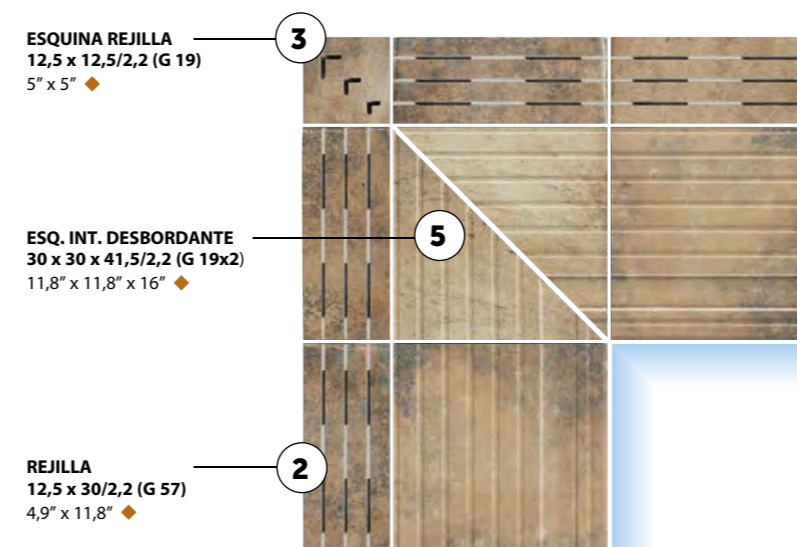 ESQUINA REJILLA
12,5 x 12,5/2,2 (G 19)
5” x 5”
3
ESQ. INT. DESBORDANTE
30 x 30 x 41,5/2,2 (G 19x2)
11,8” x 11,8” x 16”
5
REJILLA
12,5 x 30/2,2 (G 57)
4,9” x 11,8”
2